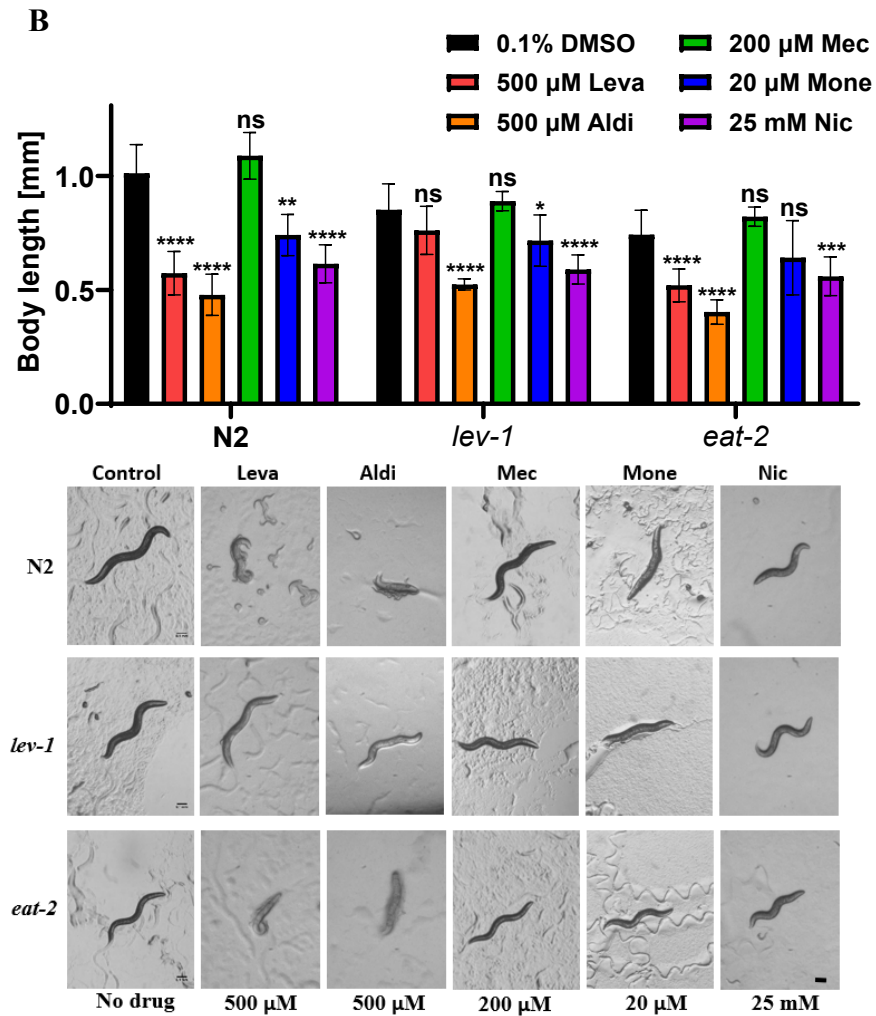 B
0.1% DMSO
200 µM Mec
500 µM Leva
20 µM Mone
500 µM Aldi
25 mM Nic
Body length [mm]
1.0
0.5
0.0
**** **** ns ** ****
ns **** ns * ****
**** **** ns ns ***
N2 lev-1 eat-2
Control Leva Aldi Mec Mone Nic
N2
lev-1
eat-2
No drug 500 µM 500 µM 200 µM 20 µM 25 mM